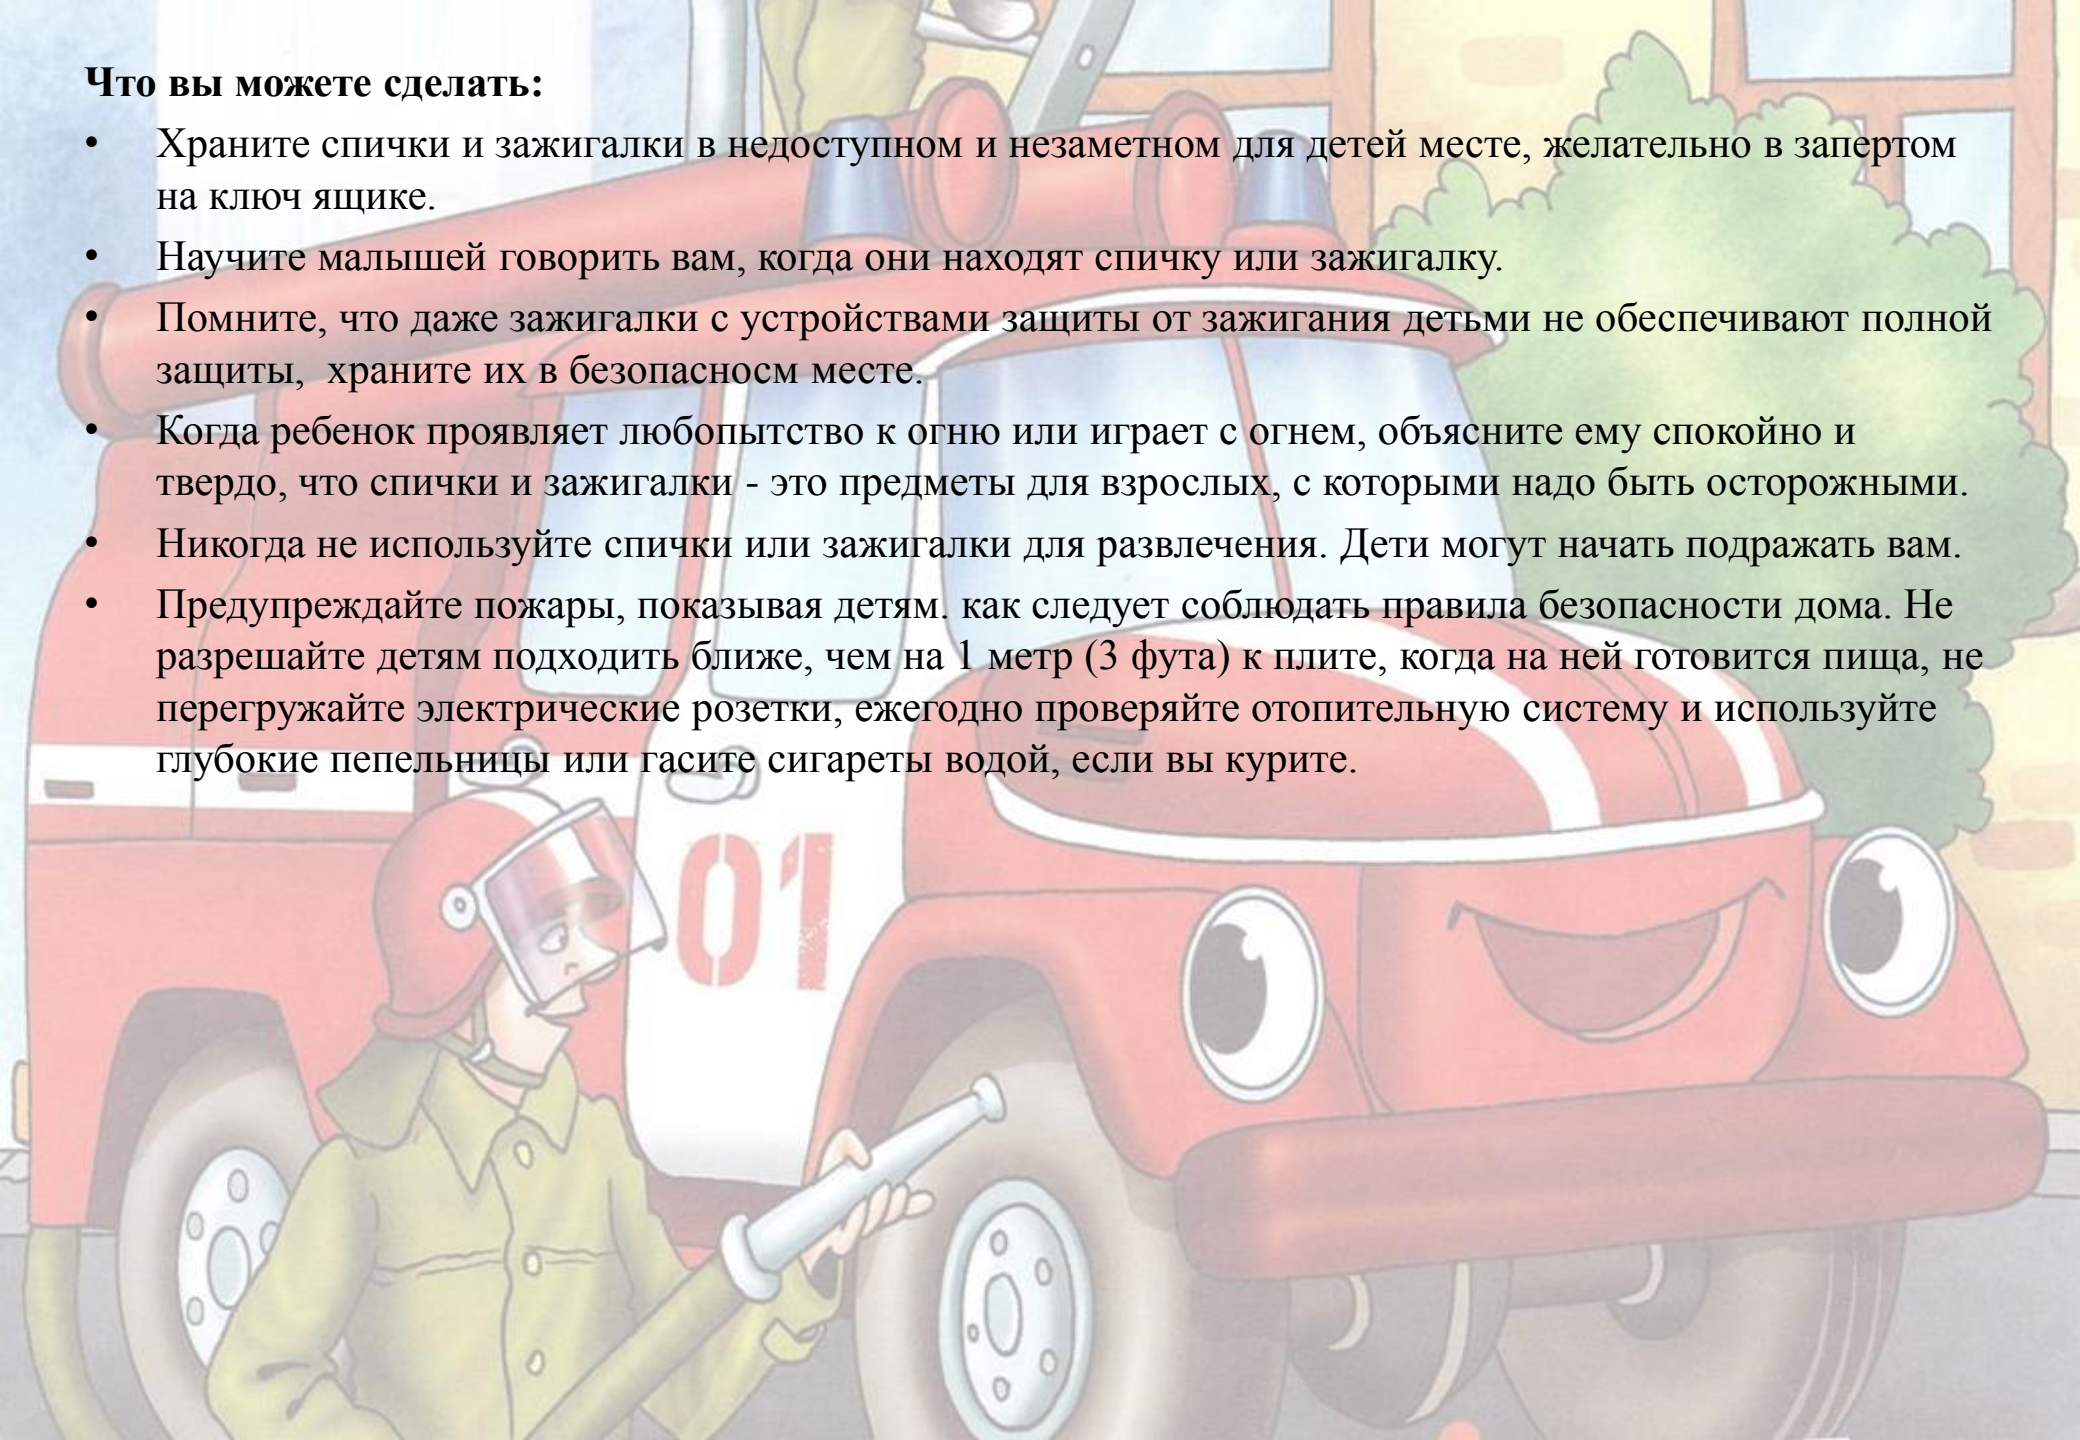 Что вы можете сделать:
• Храните спички и зажигалки в недоступном и незаметном для детей месте, желательно в запертом
на ключ ящике.
• Научите малышей говорить вам, когда они находят спичку или зажигалку.
• Помните, что даже зажигалки с устройствами защиты от зажигания детьми не обеспечивают полной
защиты,  храните их в безопасносм месте.
• Когда ребенок проявляет любопытство к огню или играет с огнем, объясните ему спокойно и
твердо, что спички и зажигалки - это предметы для взрослых, с которыми надо быть осторожными.
• Никогда не используйте спички или зажигалки для развлечения. Дети могут начать подражать вам.
• Предупреждайте пожары, показывая детям. как следует соблюдать правила безопасности дома. Не
разрешайте детям подходить ближе, чем на 1 метр (3 фута) к плите, когда на ней готовится пища, не
перегружайте электрические розетки, ежегодно проверяйте отопительную систему и используйте
глубокие пепельницы или гасите сигареты водой, если вы курите.
01